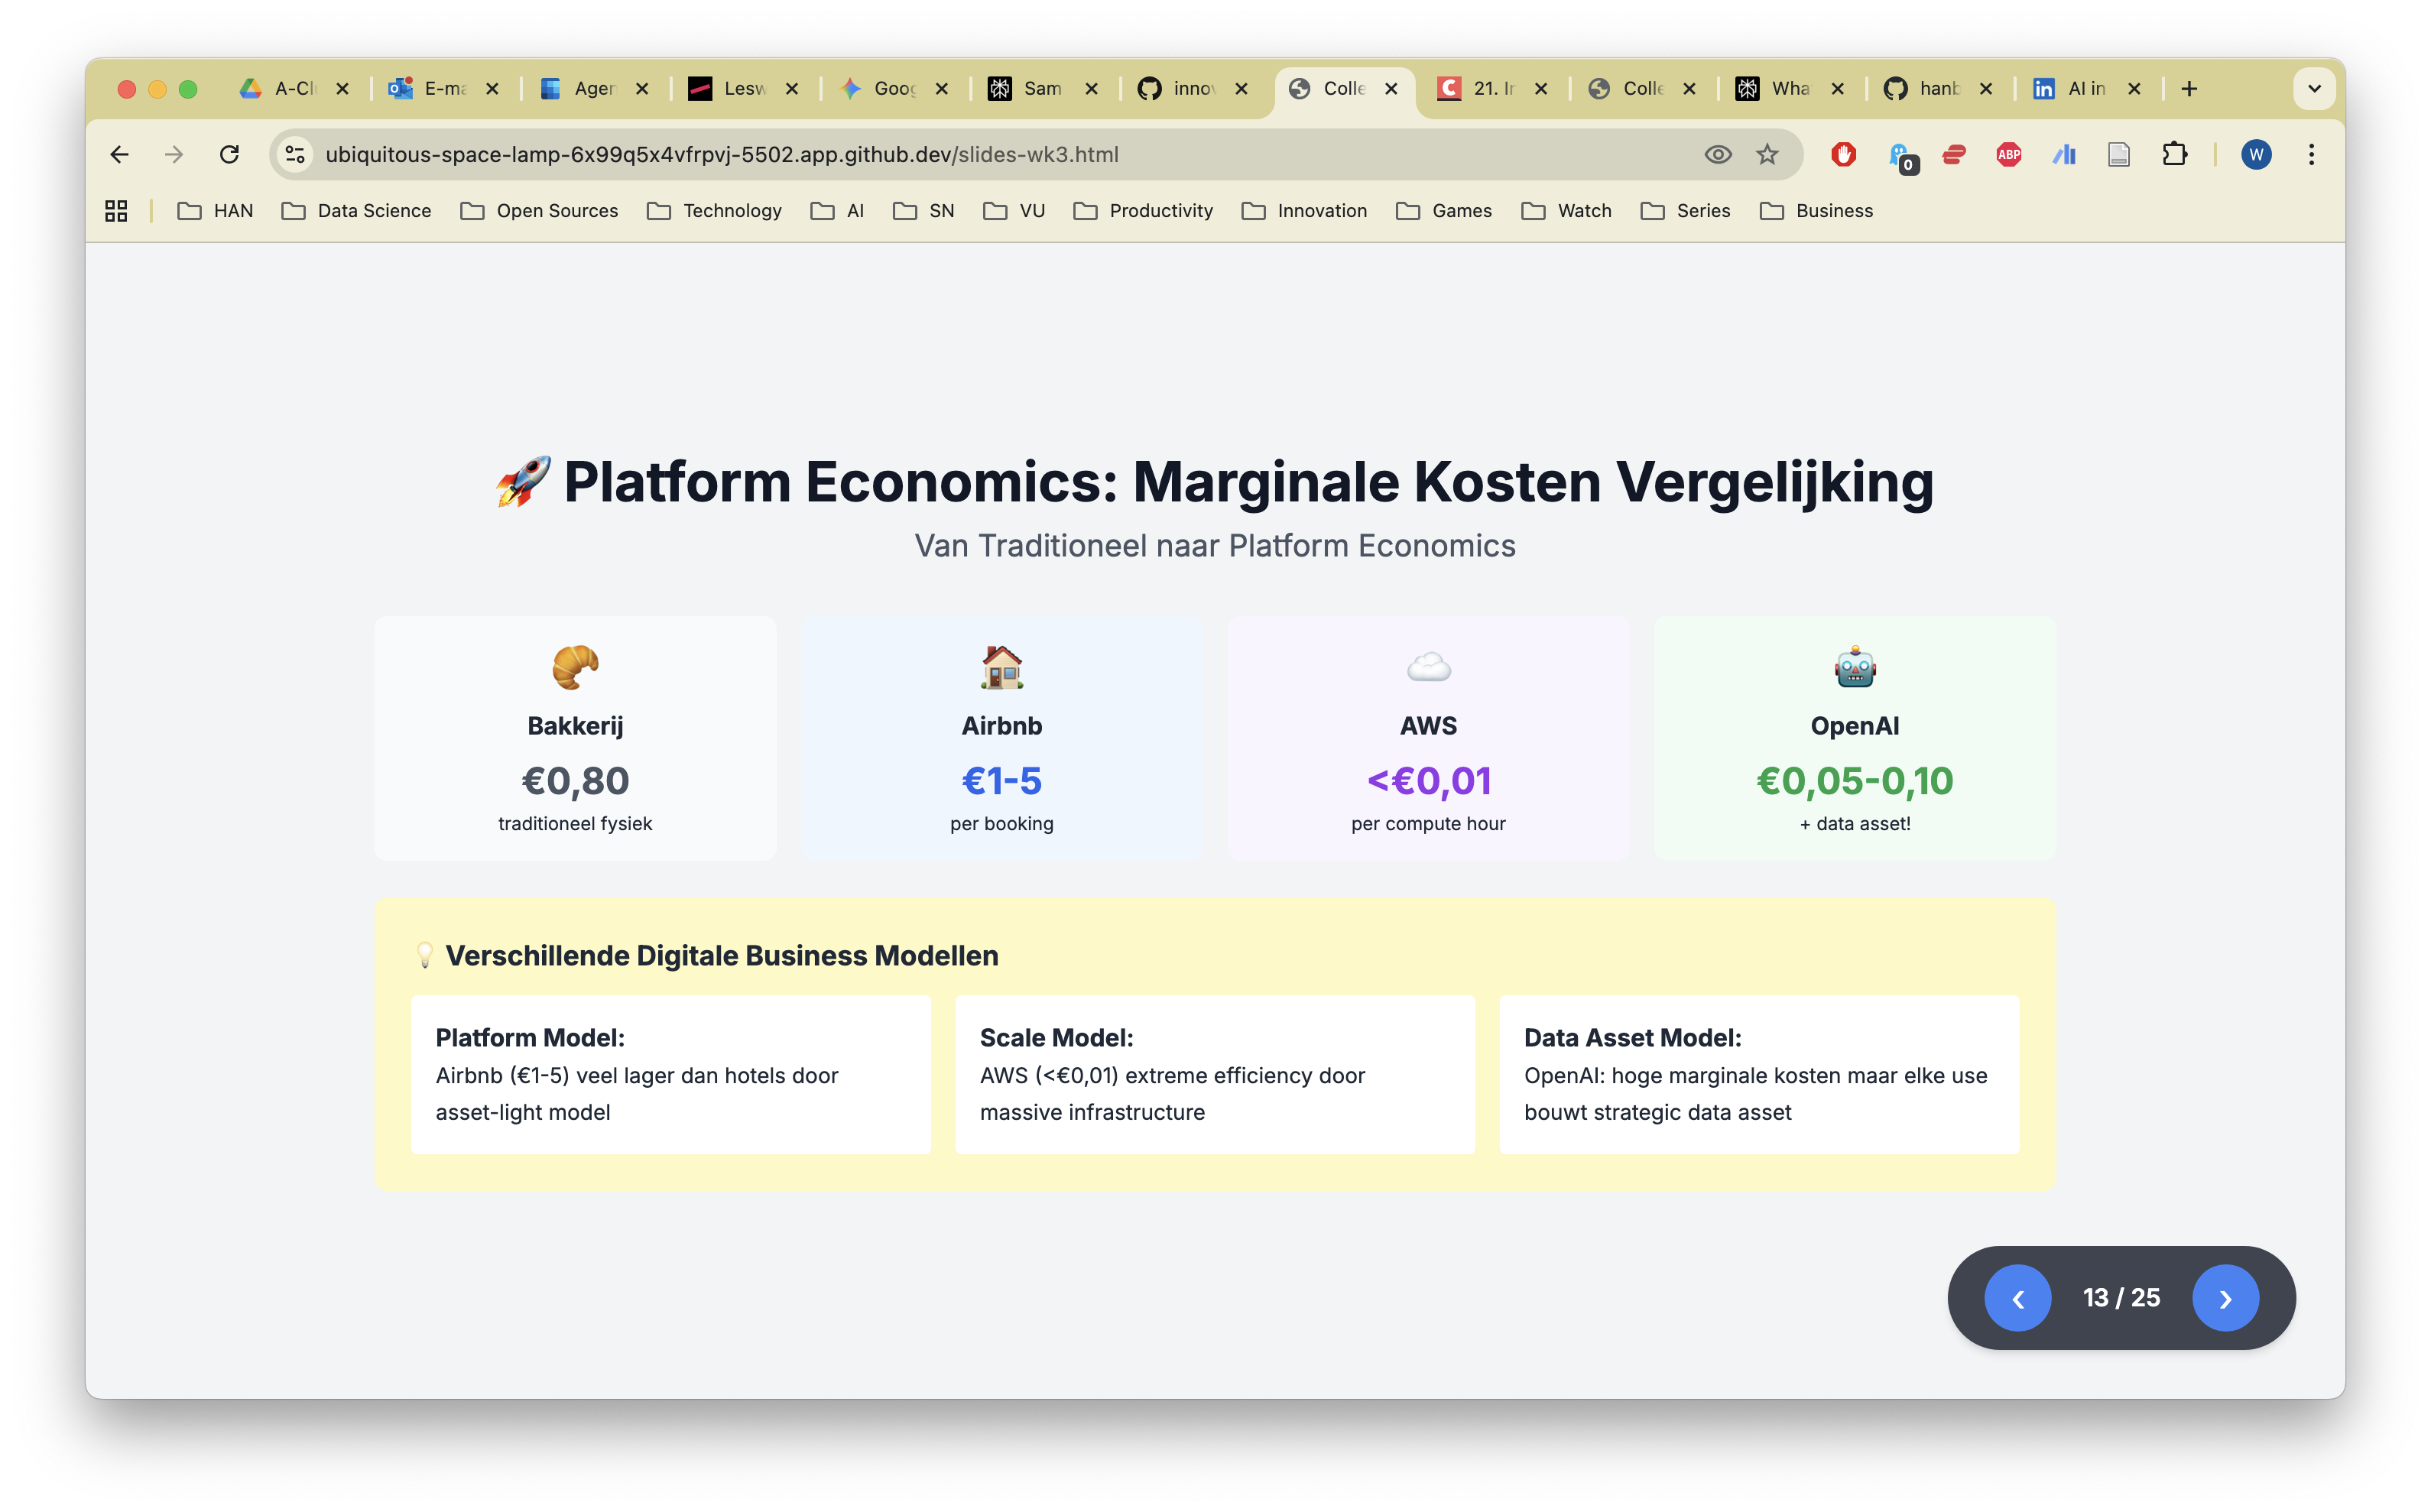 A-Cl
E-ma
Agen
Lesw
Goog
Sam
innov
Colle
21. Ir
Colle
Wha
hanb
AI in
ubiquitous-space-lamp-6x99q5x4vfrpvj-5502.app.github.dev/slides-wk3.html
0
ABP
W
HAN
Data Science
Open Sources
Technology
AI
SN
VU
Productivity
Innovation
Games
Watch
Series
Business
🚀 Platform Economics: Marginale Kosten Vergelijking
Van Traditioneel naar Platform Economics
Bakkerij
€0,80
traditioneel fysiek
Airbnb
€1-5
per booking
AWS
<€0,01
per compute hour
OpenAI
€0,05-0,10
+ data asset!
💡 Verschillende Digitale Business Modellen
Platform Model:
Airbnb (€1-5) veel lager dan hotels door
asset-light model
Scale Model:
AWS (<€0,01) extreme efficiency door
massive infrastructure
Data Asset Model:
OpenAI: hoge marginale kosten maar elke use
bouwt strategic data asset
13 / 25